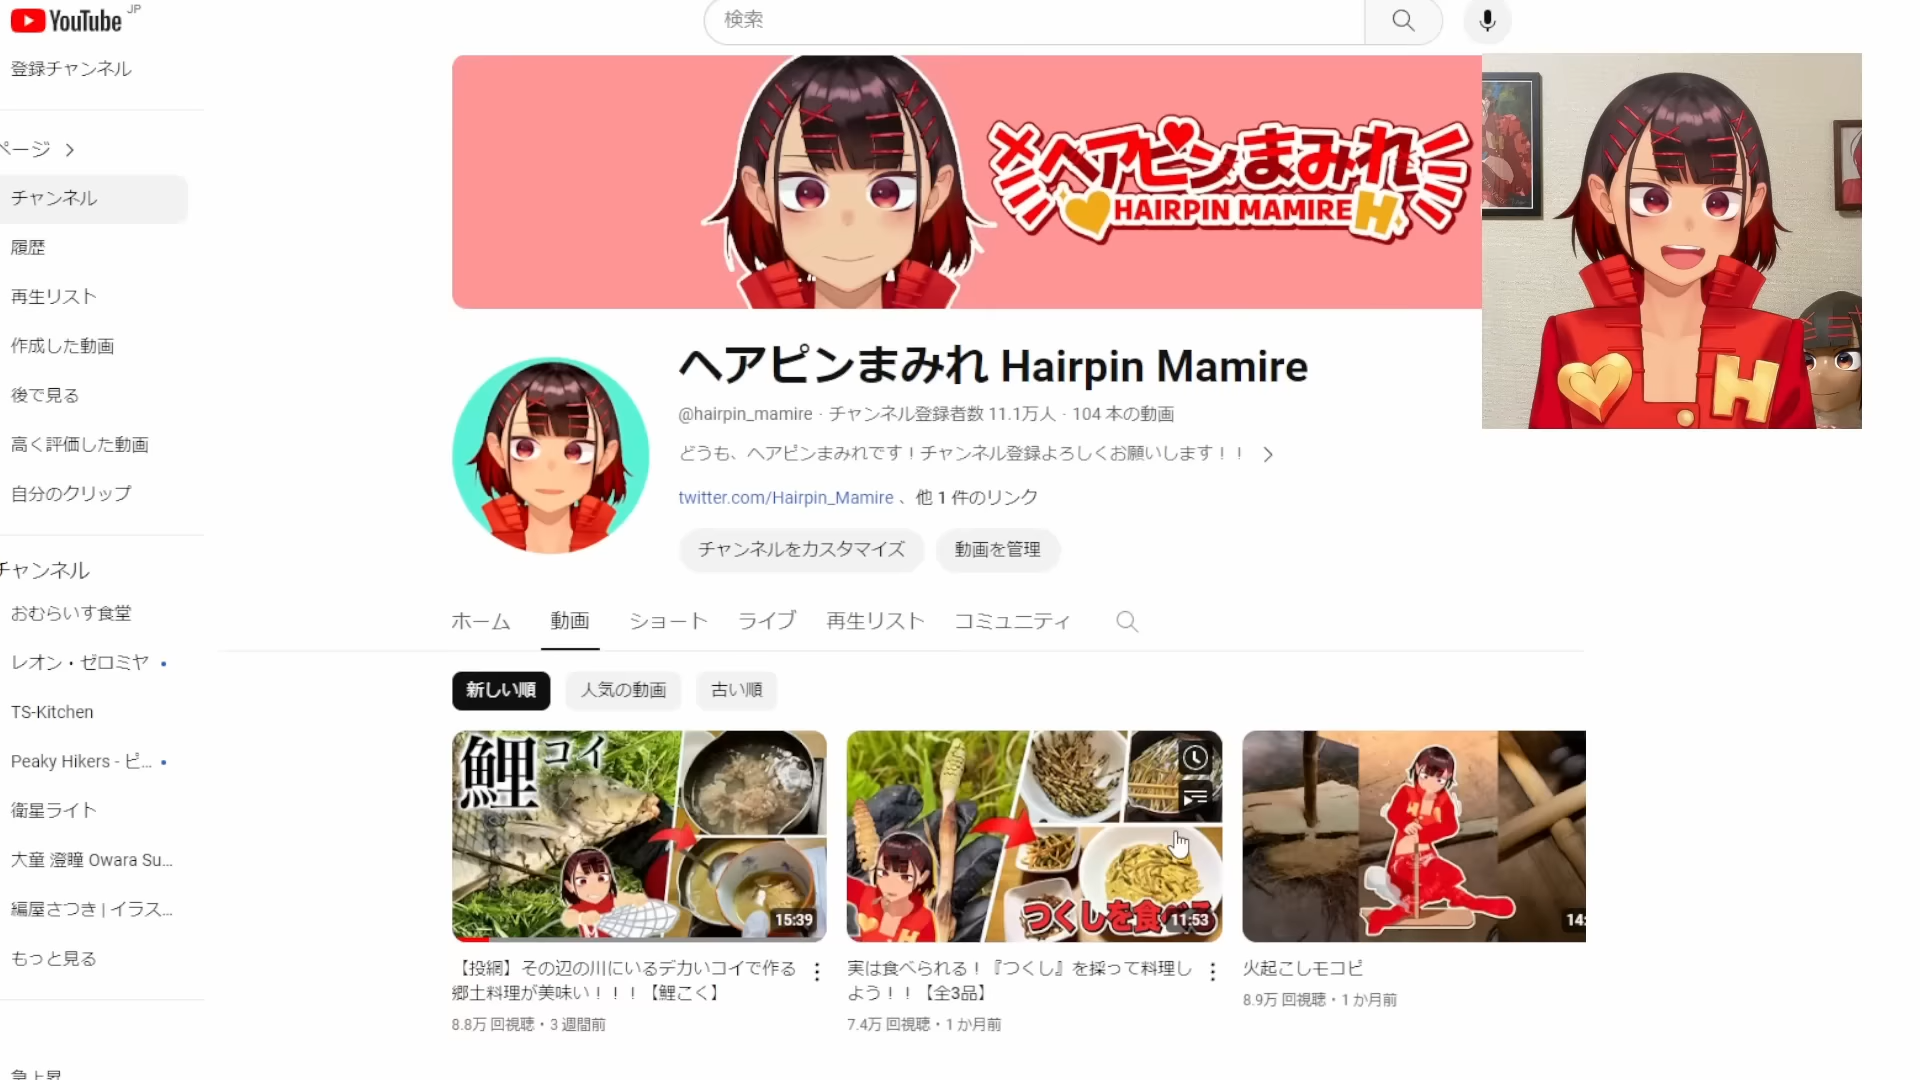 YouTube JP
検索
登録チャンネル
ページ
チャンネル
履歴
再生リスト
作成した動画
後で見る
高く評価した動画
自分のクリップ
チャンネル
おむらいす食堂
レオン・ゼロミヤ
TS-Kitchen
Peaky Hikers - ピ...
衛星ライト
大童 澄瞳 Owara Su...
編屋さつき | イラス...
もっと見る
急上昇
ヘアピンまみれ
HAIRPIN MAMIRE H
H
ヘアピンまみれ Hairpin Mamire
@hairpin_mamire · チャンネル登録者数 11.1万人 · 104 本の動画
どうも、ヘアピンまみれです！チャンネル登録よろしくお願いします！！
twitter.com/Hairpin_Mamire 、他 1 件のリンク
チャンネルをカスタマイズ
動画を管理
ホーム 動画 ショート ライブ 再生リスト コミュニティ
新しい順 人気の動画 古い順
鯉 コイ
15:39
つくしを食べる
11:53
14:
【投網】その辺の川にいるデカいコイで作る
郷土料理が美味い！！！【鯉こく】
8.8万 回視聴・3 週間前
実は食べられる！『つくし』を採って料理し
よう！！【全3品】
7.4万 回視聴・1 か月前
火起こしモコピ
8.9万 回視聴・1 か月前